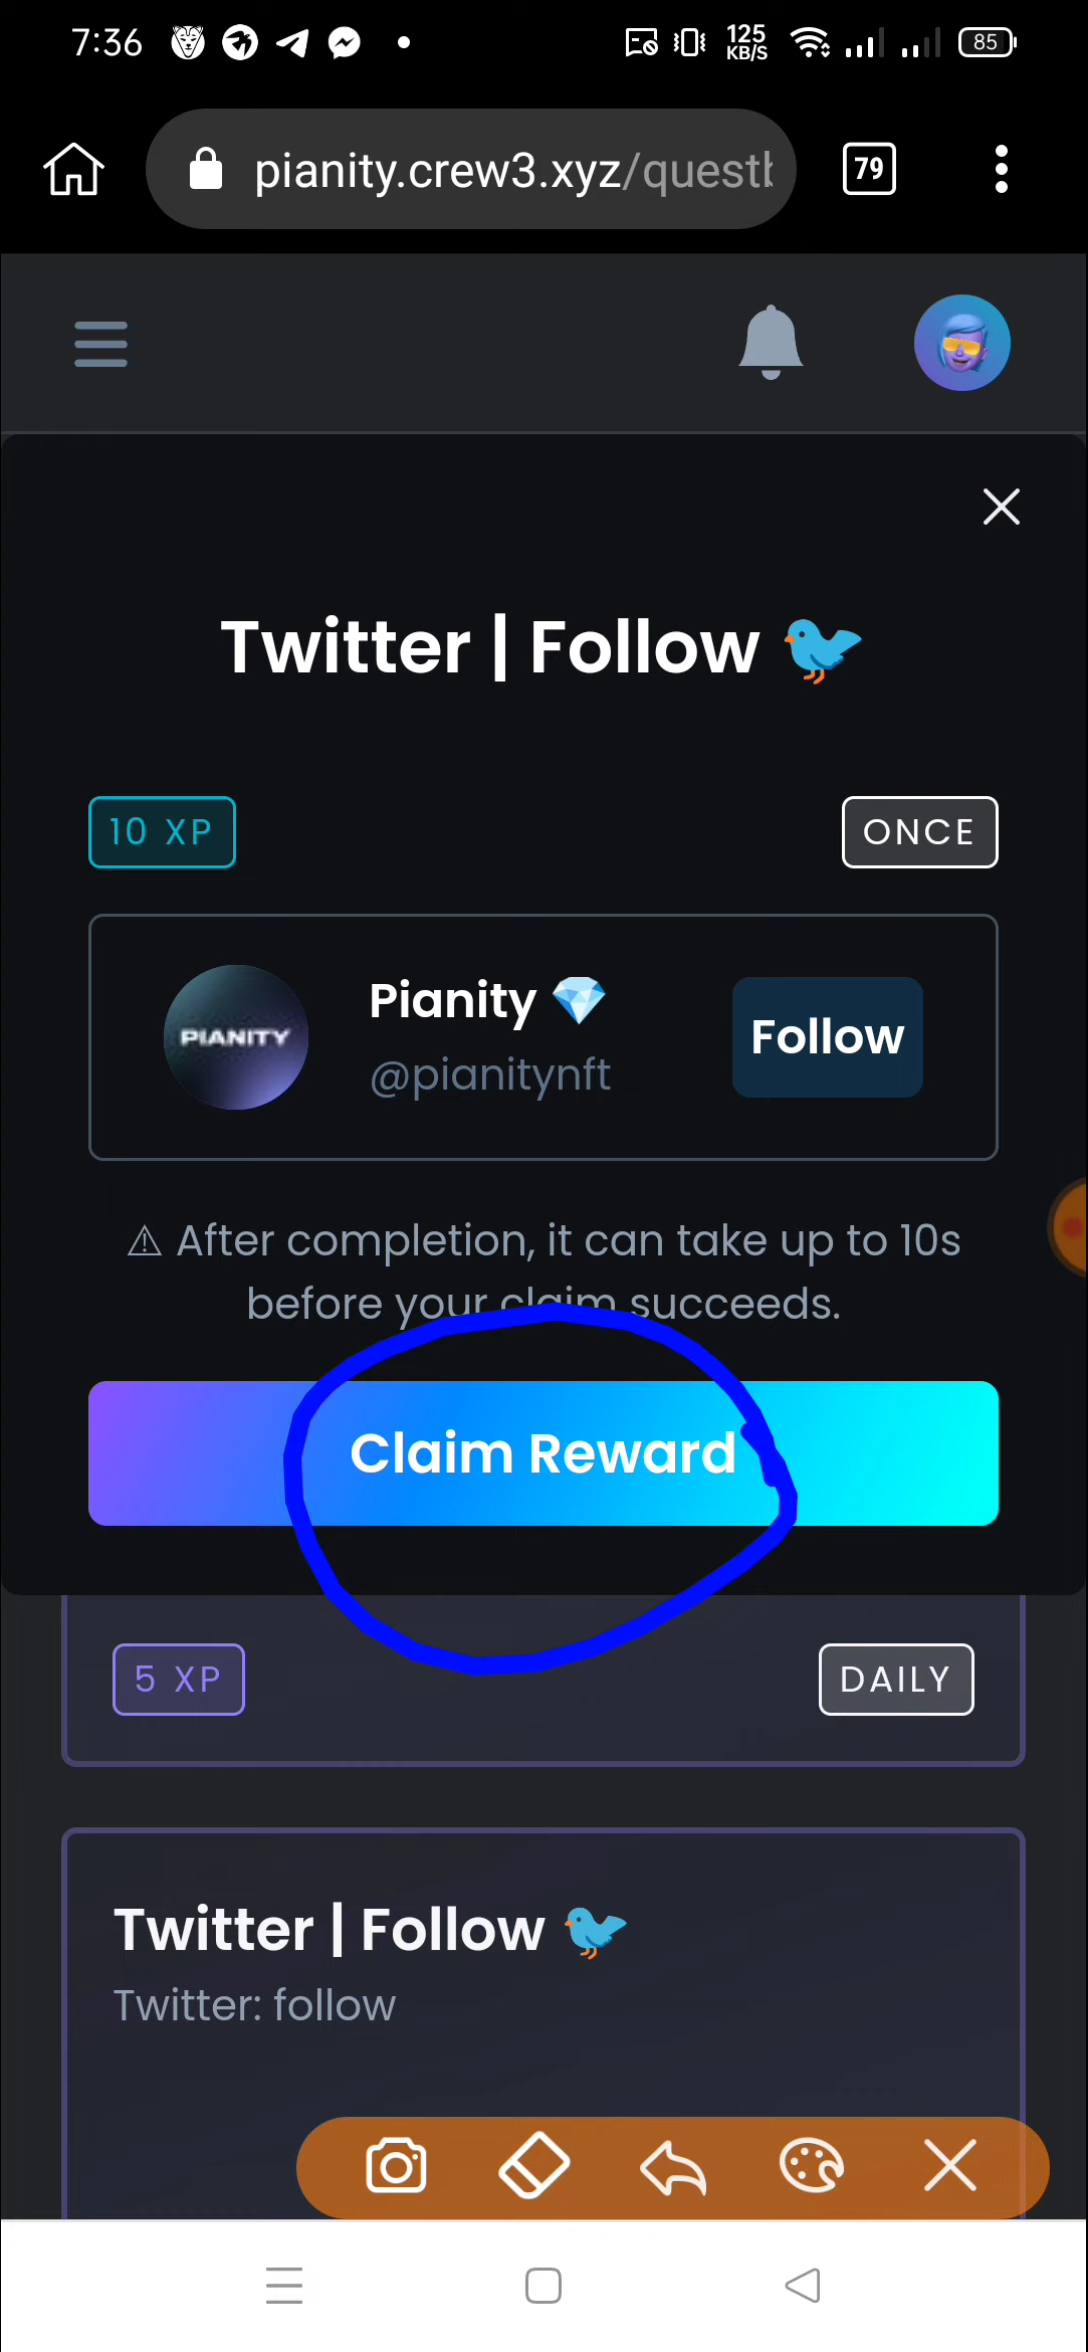 7:36
125
KB/S
85
pianity.crew3.xyz/quest
79
Twitter | Follow 🐦
10 XP
ONCE
PIANITY
Pianity 💎
@pianitynft
Follow
⚠ After completion, it can take up to 10s
before your claim succeeds.
Claim Reward
5 XP
DAILY
Twitter | Follow 🐦
Twitter: follow